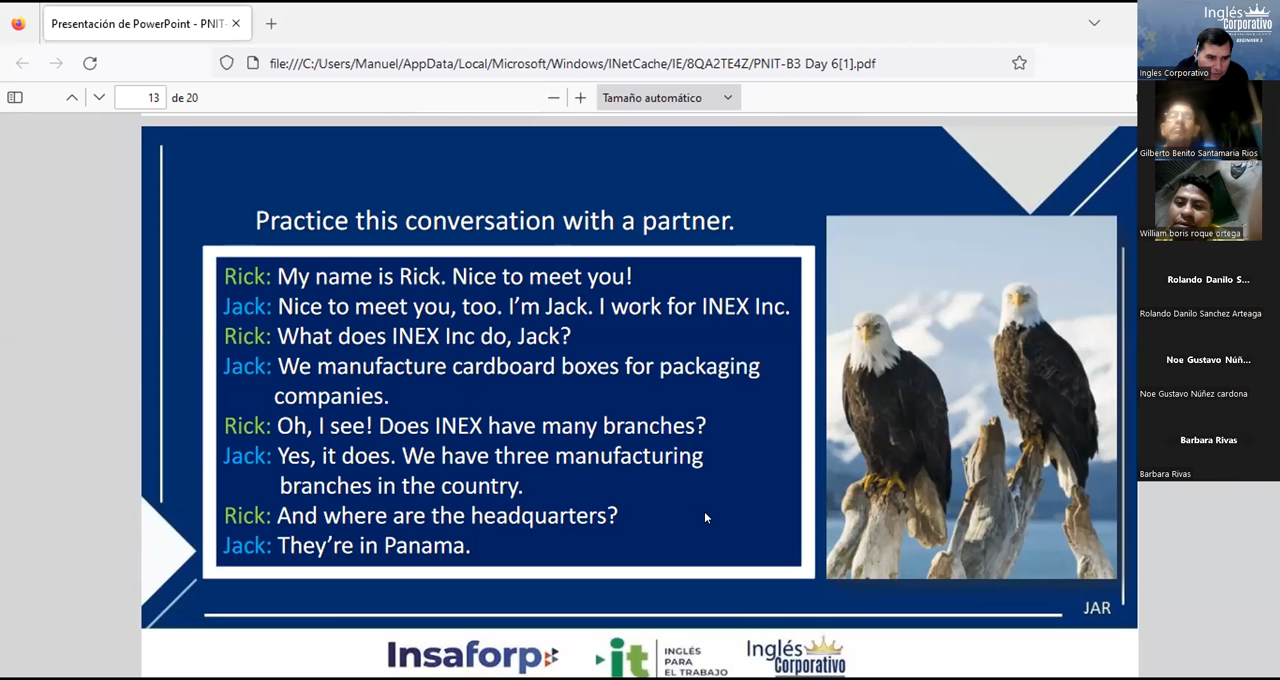 Presentación de PowerPoint - PNIT-
file:///C:/Users/Manuel/AppData/Local/Microsoft/Windows/INetCache/IE/8QA2TE4Z/PNIT-B3 Day 6[1].pdf
13 de 20
Tamaño automático
Practice this conversation with a partner.
Rick: My name is Rick. Nice to meet you!
Jack: Nice to meet you, too. I’m Jack. I work for INEX Inc.
Rick: What does INEX Inc do, Jack?
Jack: We manufacture cardboard boxes for packaging
companies.
Rick: Oh, I see! Does INEX have many branches?
Jack: Yes, it does. We have three manufacturing
branches in the country.
Rick: And where are the headquarters?
Jack: They’re in Panama.
JAR
Insaforp
it
INGLÉS
PARA
EL TRABAJO
Inglés
Corporativo
Inglés
Corporativo
BEGINNER 3
Ingles Corporativo
Gilberto Benito Santamaria Rios
William boris roque ortega
Rolando Danilo S...
Rolando Danilo Sanchez Arteaga
Noe Gustavo Núñ...
Noe Gustavo Núñez cardona
Barbara Rivas
Barbara Rivas